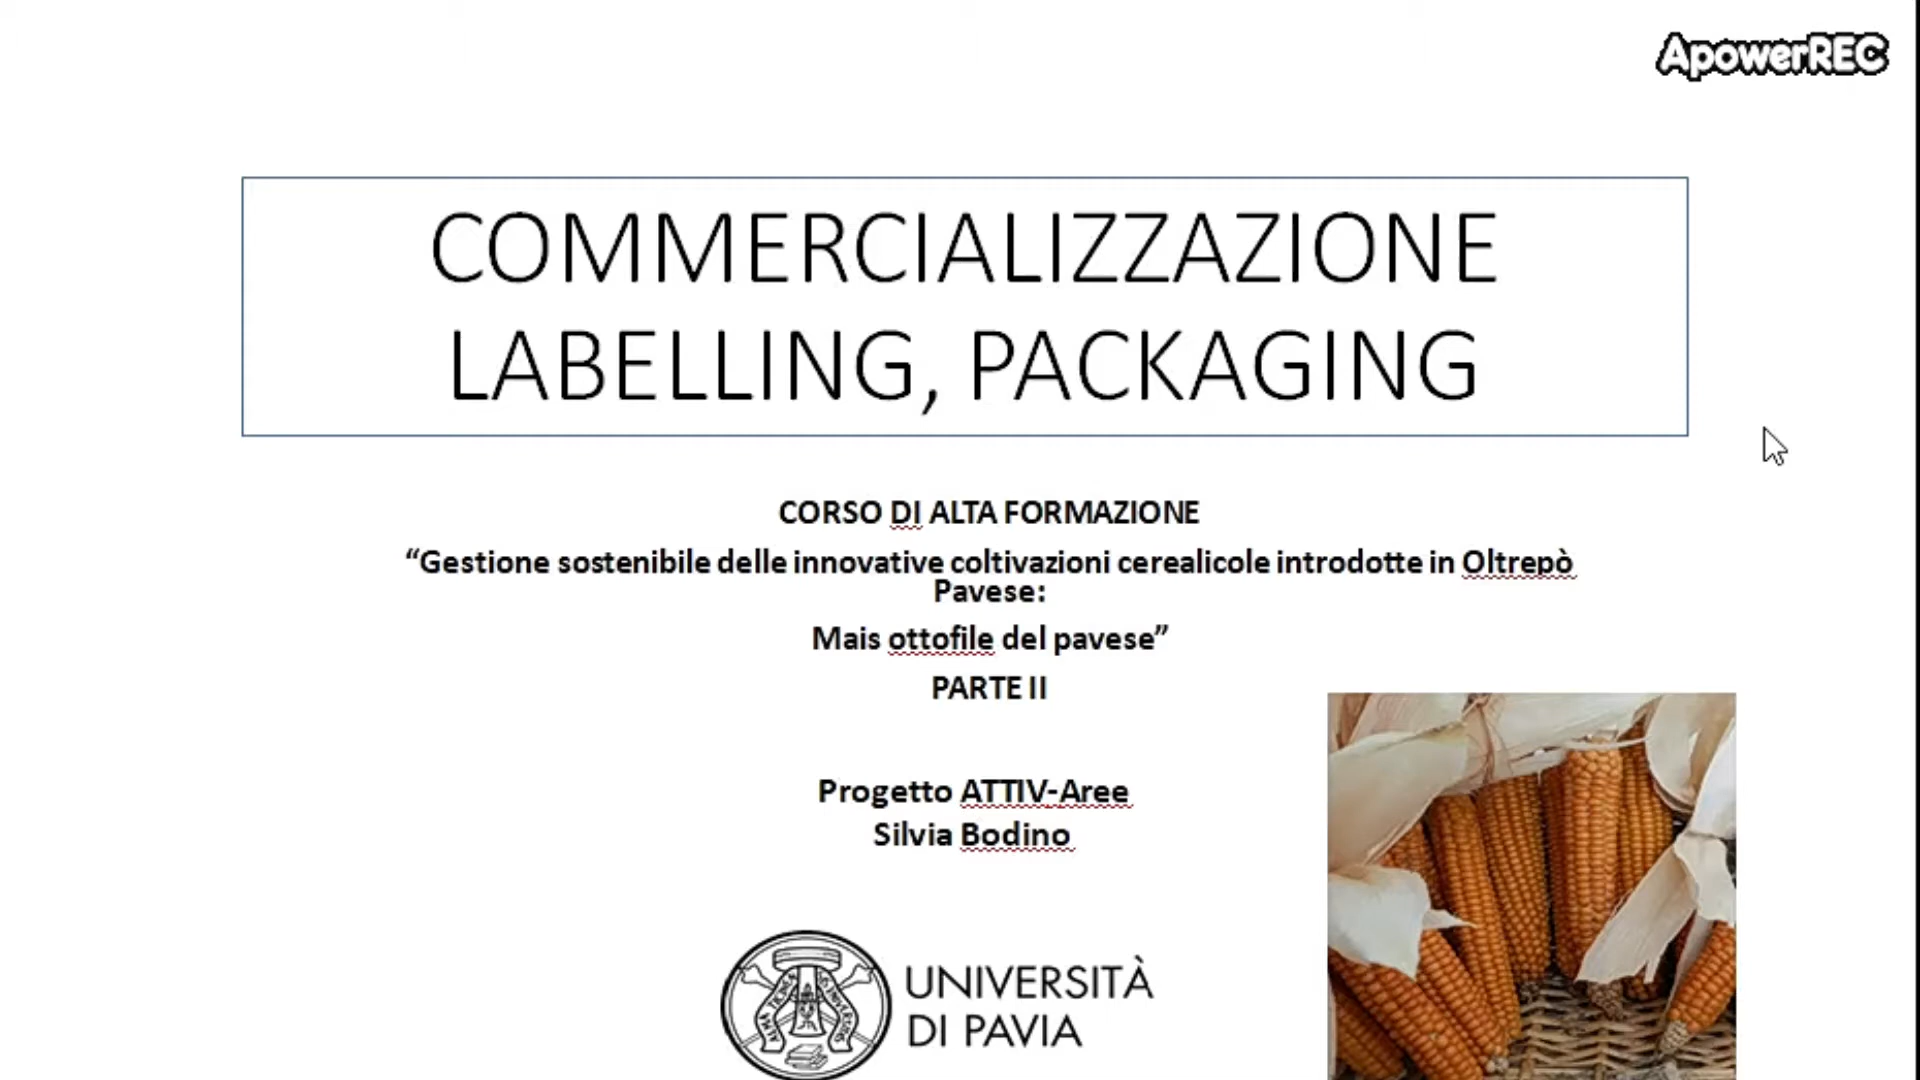 ApowerREC
COMMERCIALIZZAZIONE
LABELLING, PACKAGING
CORSO DI ALTA FORMAZIONE
“Gestione sostenibile delle innovative coltivazioni cerealicole introdotte in Oltrepò
Pavese:
Mais ottofile del pavese”
PARTE II
Progetto ATTIV-Aree
Silvia Bodino
UNIVERSITÀ
DI PAVIA